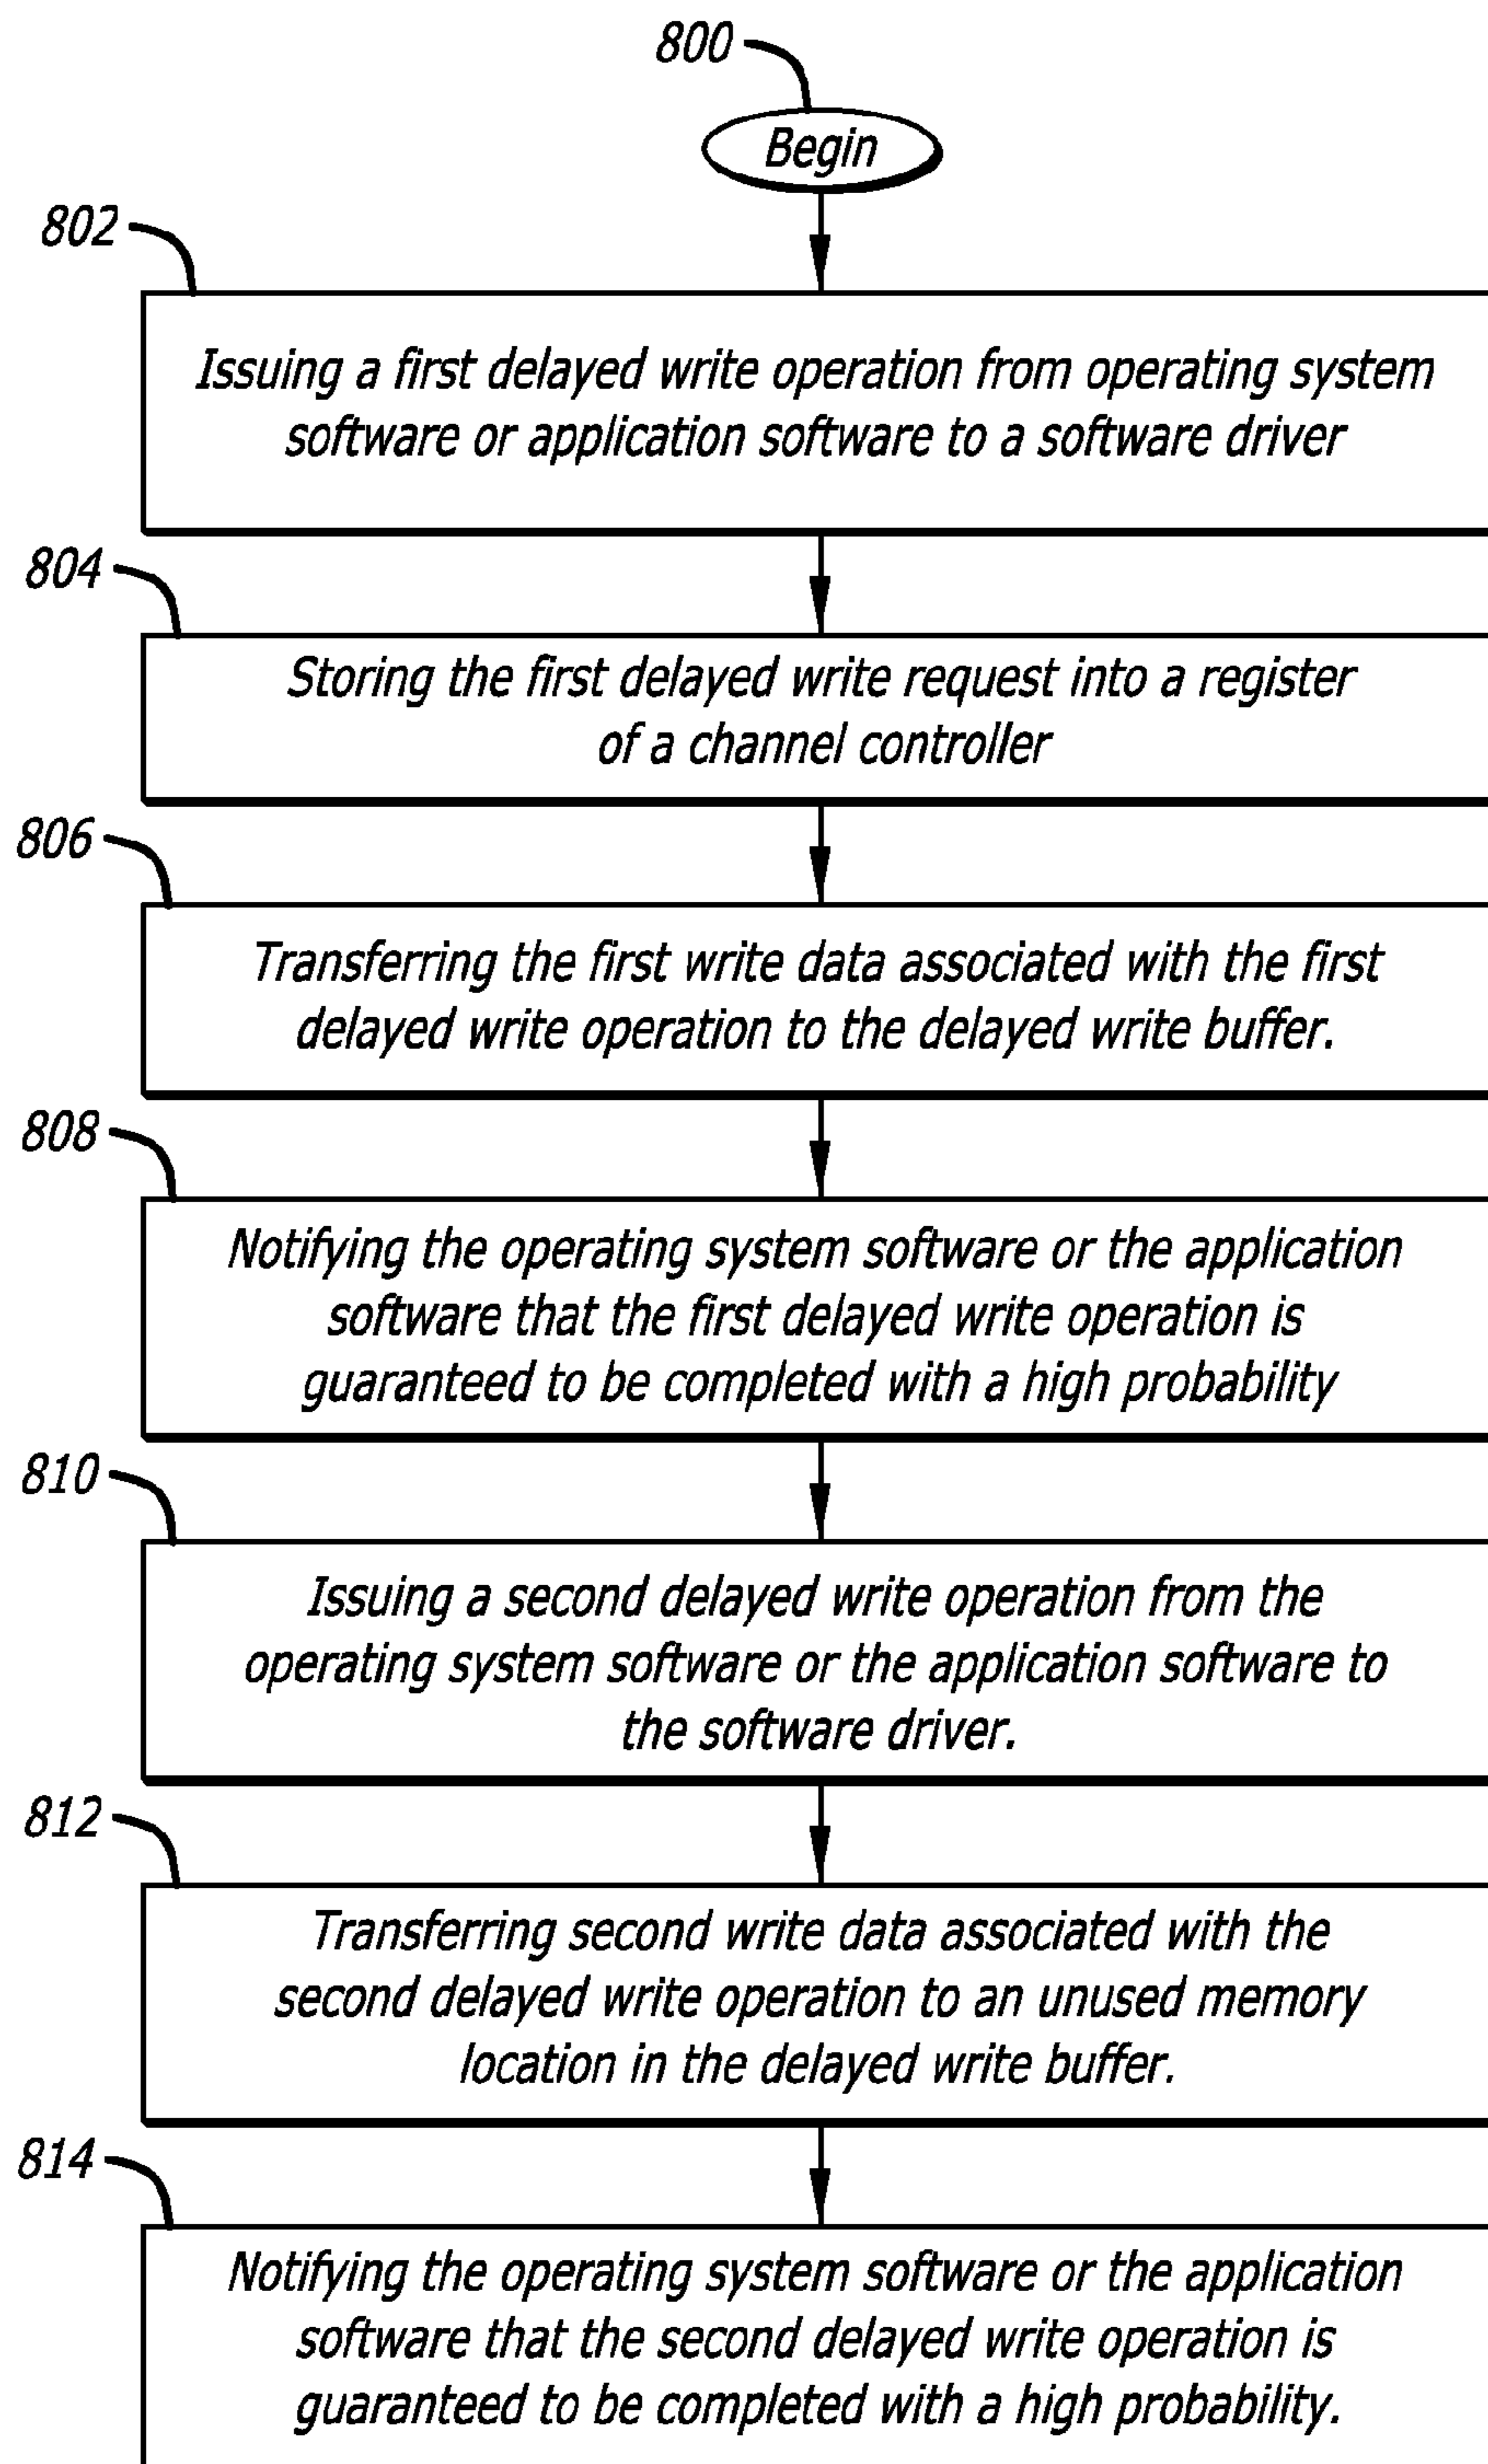 800
Begin
802
Issuing a first delayed write operation from operating system
software or application software to a software driver
804
Storing the first delayed write request into a register
of a channel controller
806
Transferring the first write data associated with the first
delayed write operation to the delayed write buffer.
808
Notifying the operating system software or the application
software that the first delayed write operation is
guaranteed to be completed with a high probability
810
Issuing a second delayed write operation from the
operating system software or the application software to
the software driver.
812
Transferring second write data associated with the
second delayed write operation to an unused memory
location in the delayed write buffer.
814
Notifying the operating system software or the application
software that the second delayed write operation is
guaranteed to be completed with a high probability.